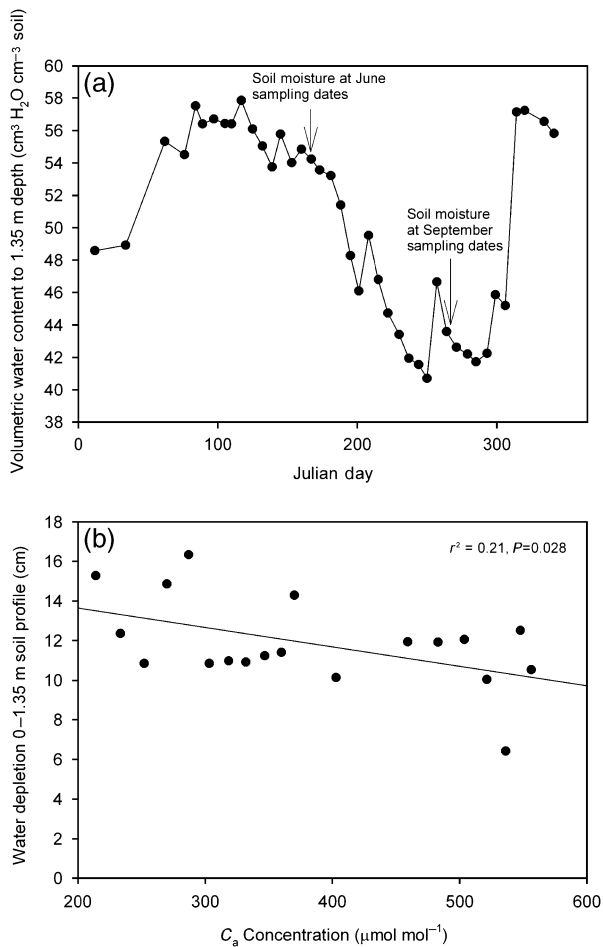 (a)
Soil moisture at June
sampling dates
Soil moisture
at September
sampling dates
Volumetric water content to 1.35 m depth (cm³ H₂O cm⁻³ soil)
60
58
56
54
52
50
48
46
44
42
40
38
0
100
200
300
Julian day
(b)
r² = 0.21, P=0.028
Water depletion 0–1.35 m soil profile (cm)
18
16
14
12
10
8
6
4
2
0
200
300
400
500
600
Cₐ Concentration (μmol mol⁻¹)